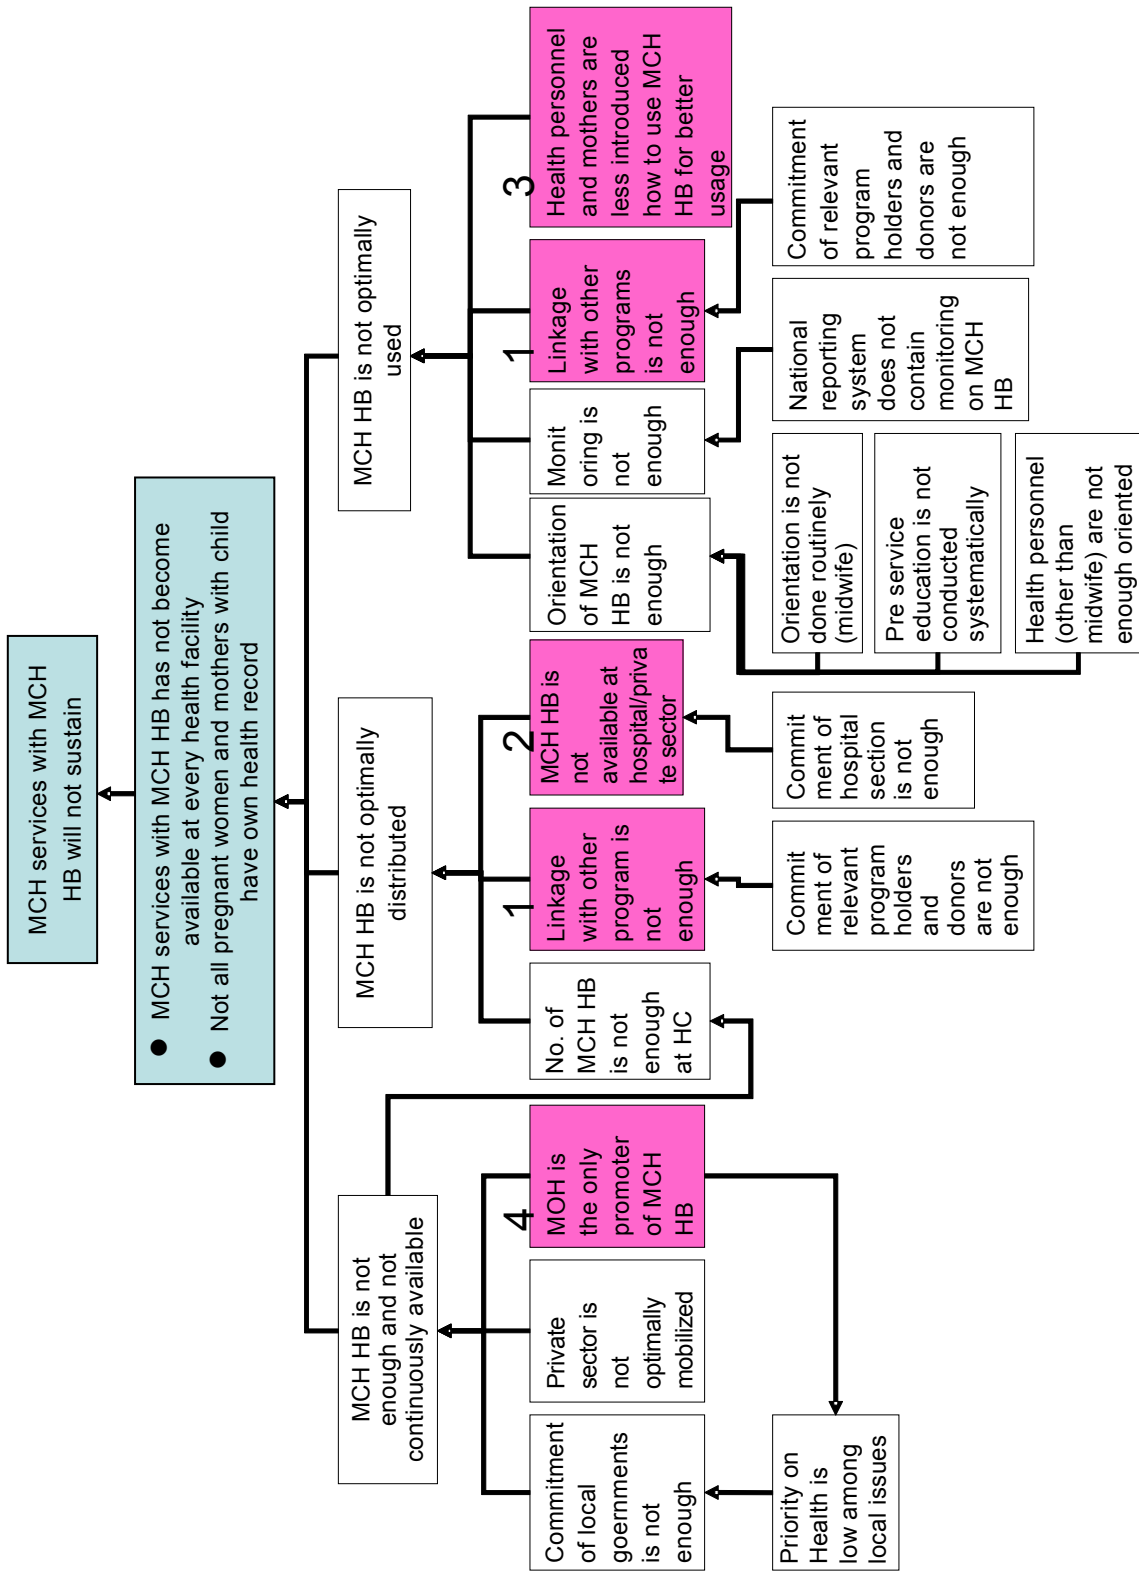 MCH services with MCH
HB will not sustain
● MCH services with MCH HB has not become
available at every health facility
● Not all pregnant women and mothers with child
have own health record
MCH HB is not
enough and not
continuously available
MCH HB is not optimally
distributed
MCH HB is not optimally
used
Commitment
of local
goernments
is not
enough
Private
sector is
not
optimally
mobilized
4
MOH is
the only
promoter
of MCH
HB
No. of
MCH HB
is not
enough
at HC
1
Linkage
with other
program is
not
enough
2
MCH HB is
not
available at
hospital/priva
te sector
Orientation
of MCH
HB is not
enough
Monit
oring is
not
enough
1
Linkage
with other
programs
is not
enough
3
Health personnel
and mothers are
less introduced
how to use MCH
HB for better
usage
Priority on
Health is
low among
local issues
Commit
ment of
relevant
program
holders
and
donors
are not
enough
Commit
ment of
hospital
section
is not
enough
Orientation is not
done routinely
(midwife)
Pre service
education is not
conducted
systematically
Health personnel
(other than
midwife) are not
enough oriented
National
reporting
system
does not
contain
monitoring
on MCH
HB
Commitment
of relevant
program
holders and
donors are
not enough